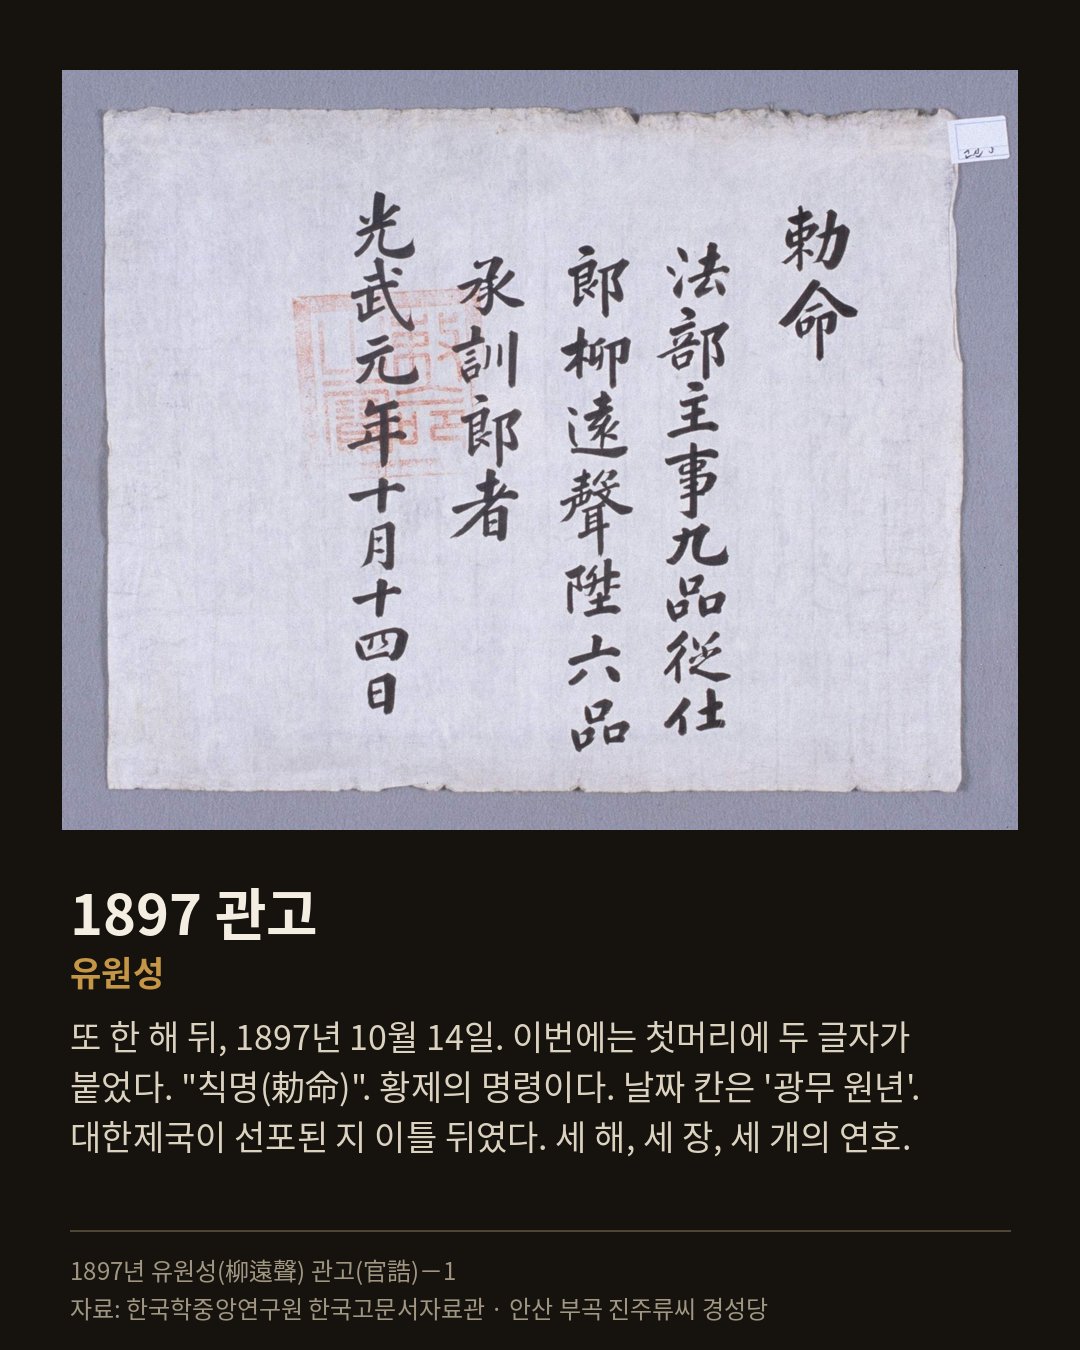 勅命
法部主事九品從仕
郎柳遠聲陞六品
承訓郎者
光武元年十月十四日
1897 관고
유원성
또 한 해 뒤, 1897년 10월 14일. 이번에는 첫머리에 두 글자가
붙었다. "칙명(勅命)". 황제의 명령이다. 날짜 칸은 '광무 원년'.
대한제국이 선포된 지 이틀 뒤였다. 세 해, 세 장, 세 개의 연호.
1897년 유원성(柳遠聲) 관고(官誥)－1
자료: 한국학중앙연구원 한국고문서자료관 · 안산 부곡 진주류씨 경성당